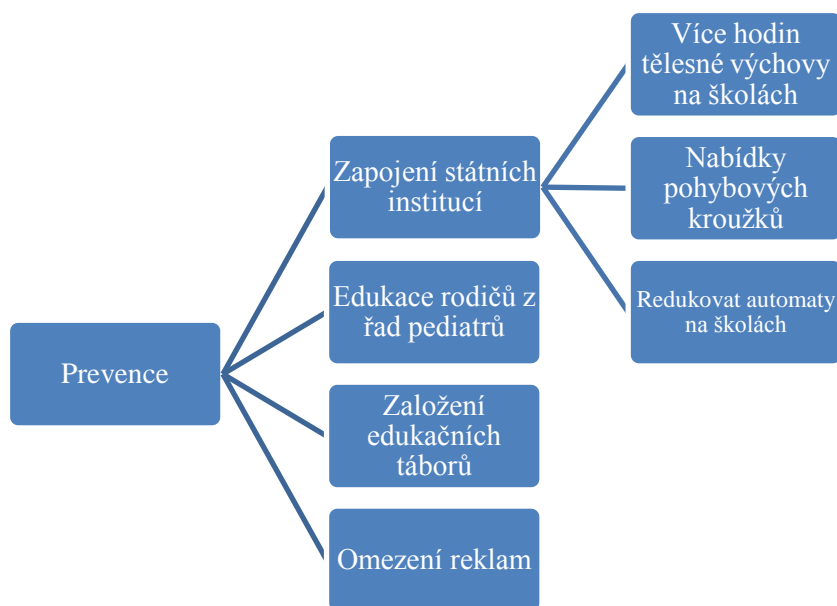 Prevence
Zapojení státních
institucí
Edukace rodičů z
řad pediatrů
Založení
edukačních
táborů
Omezení reklam
Více hodin
tělesné výchovy
na školách
Nabídky
pohybových
kroužků
Redukovat automaty
na školách